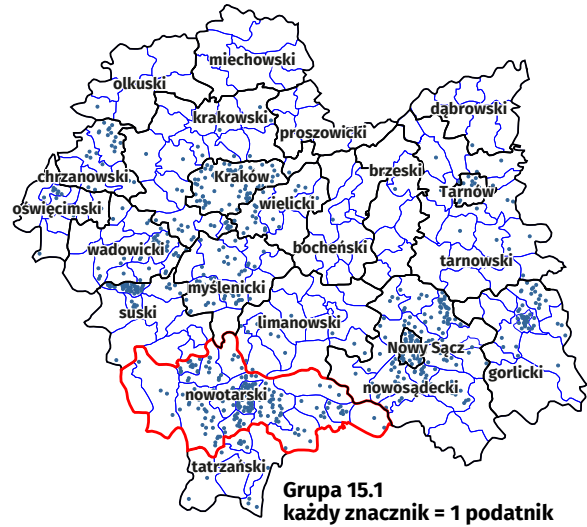 miechowski
olkuski
dąbrowski
krakowski
proszowicki
brzeski
chrzanowski
Kraków
Tarnów
oświęcimski
wielicki
wadowicki
bocheński
tarnowski
myślenicki
suski
limanowski
Nowy Sącz
gorlicki
nowotarski
nowosądecki
tatrzański
Grupa 15.1
każdy znacznik = 1 podatnik